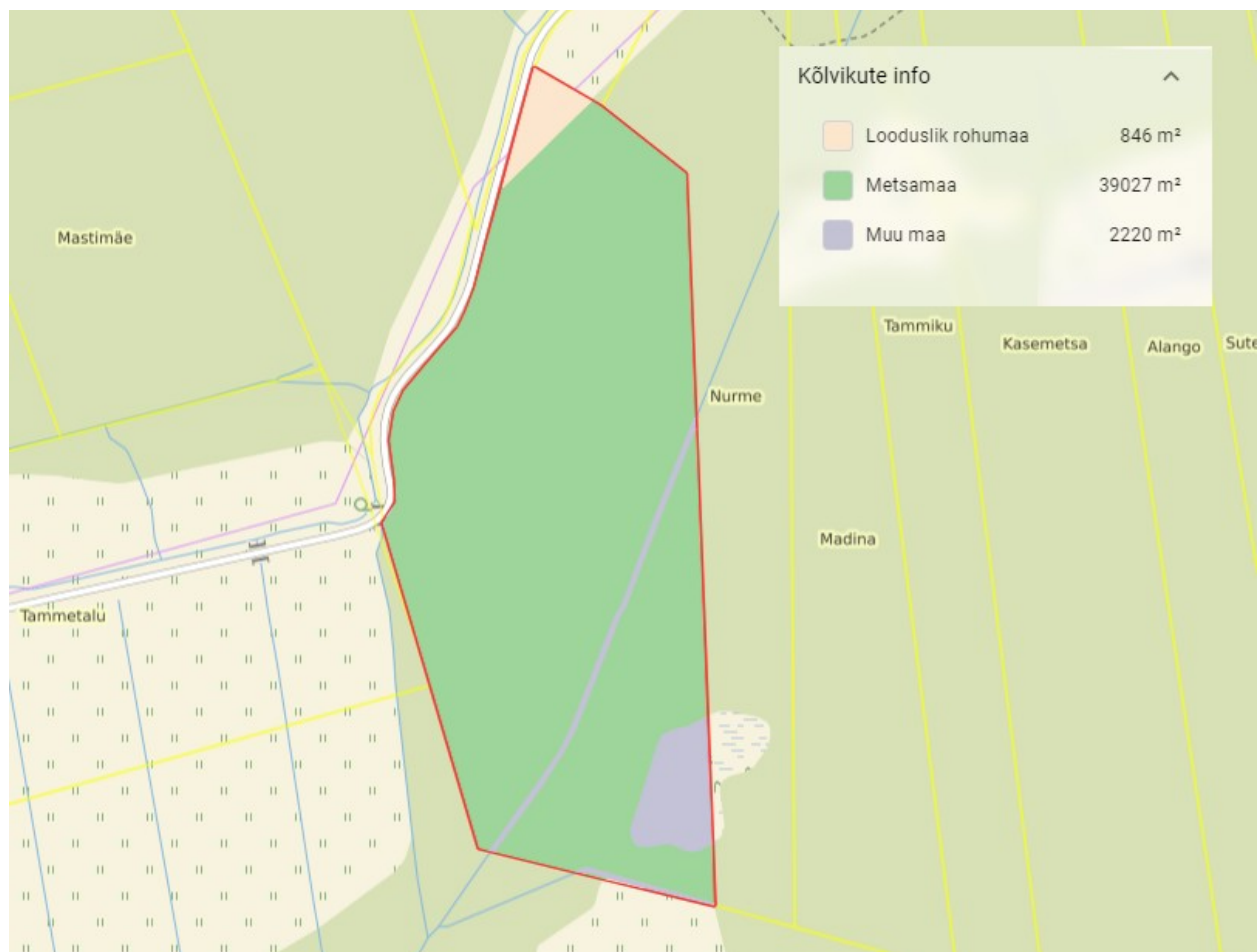 Kõlvikute info
Looduslik rohumaa 846 m²
Metsamaa 39027 m²
Muu maa 2220 m²
Mastimäe
Tammiku
Kasemetsa
Alango
Sute
Nurme
Madina
Tammetalu